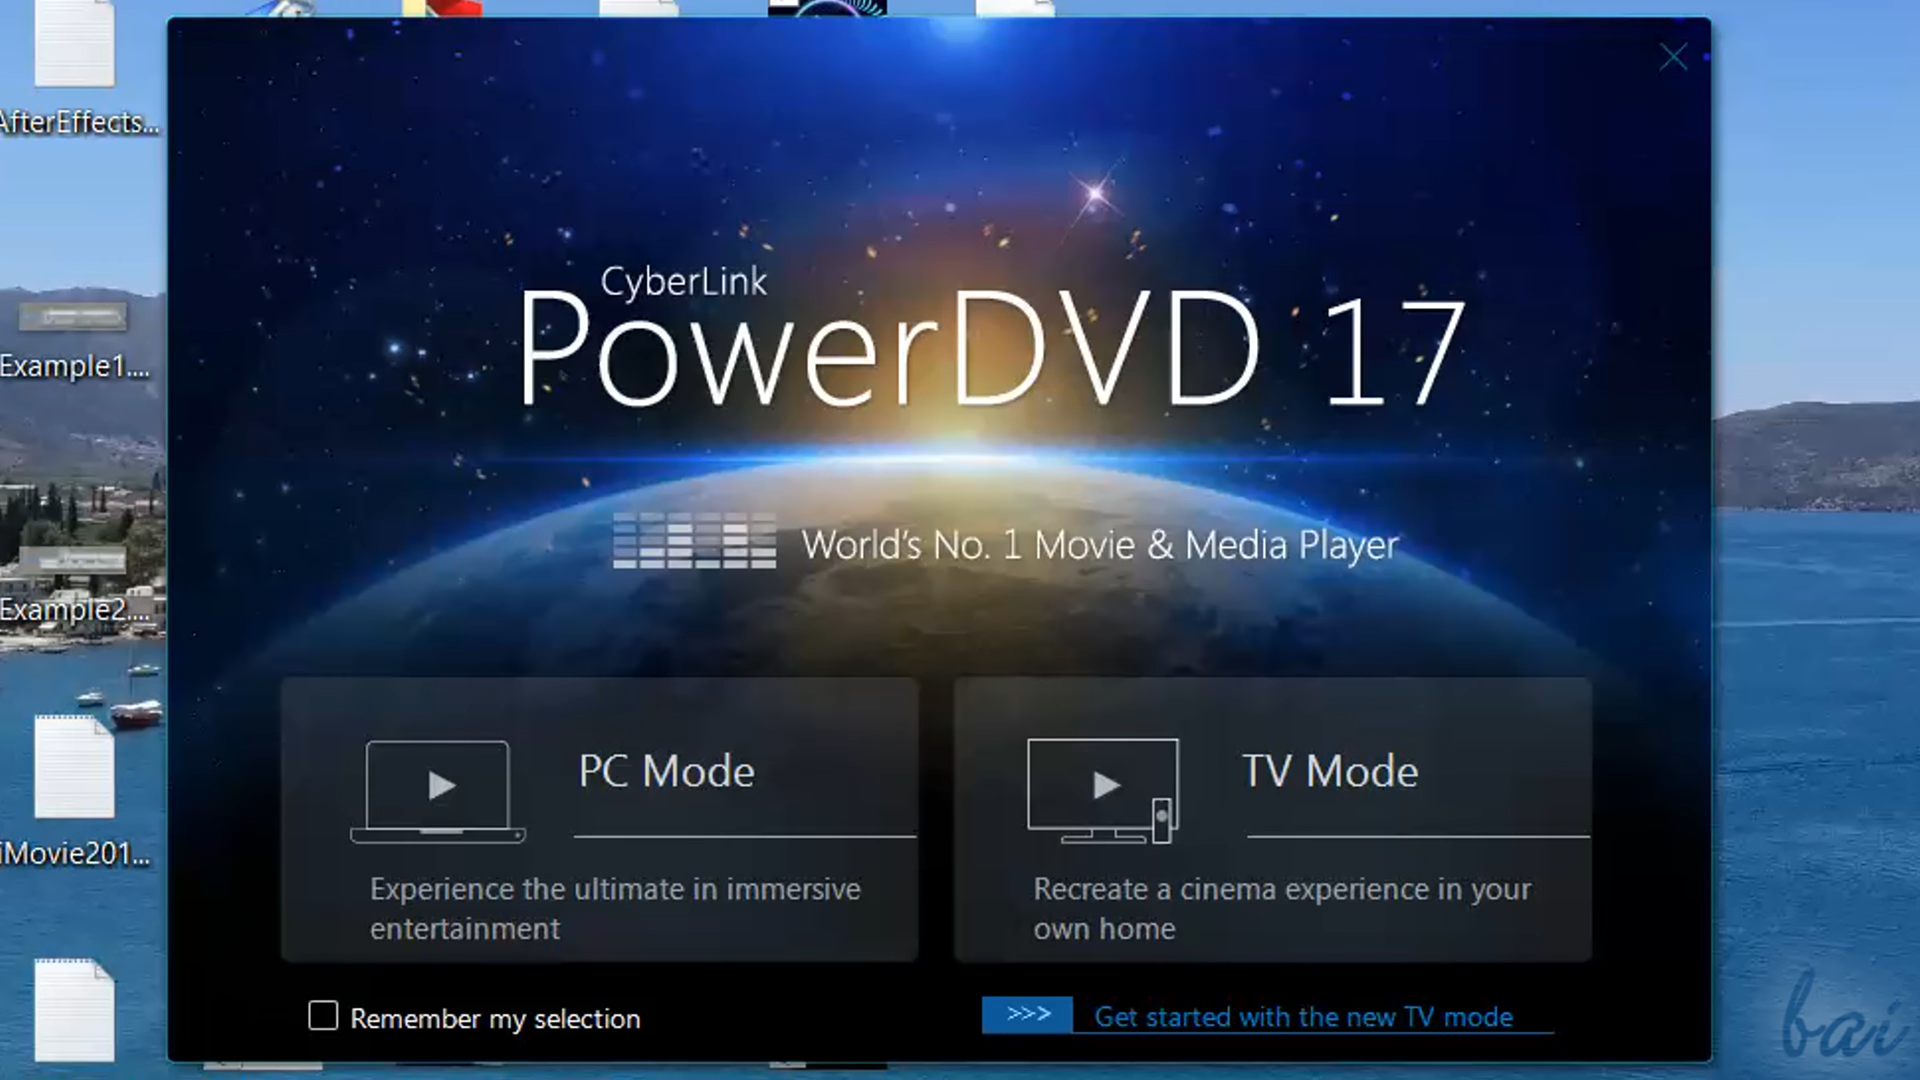 AfterEffects...
Example1....
Example2....
iMovie201...
CyberLink
PowerDVD 17
World's No. 1 Movie & Media Player
PC Mode
Experience the ultimate in immersive
entertainment
TV Mode
Recreate a cinema experience in your
own home
Remember my selection
>>> Get started with the new TV mode
bai